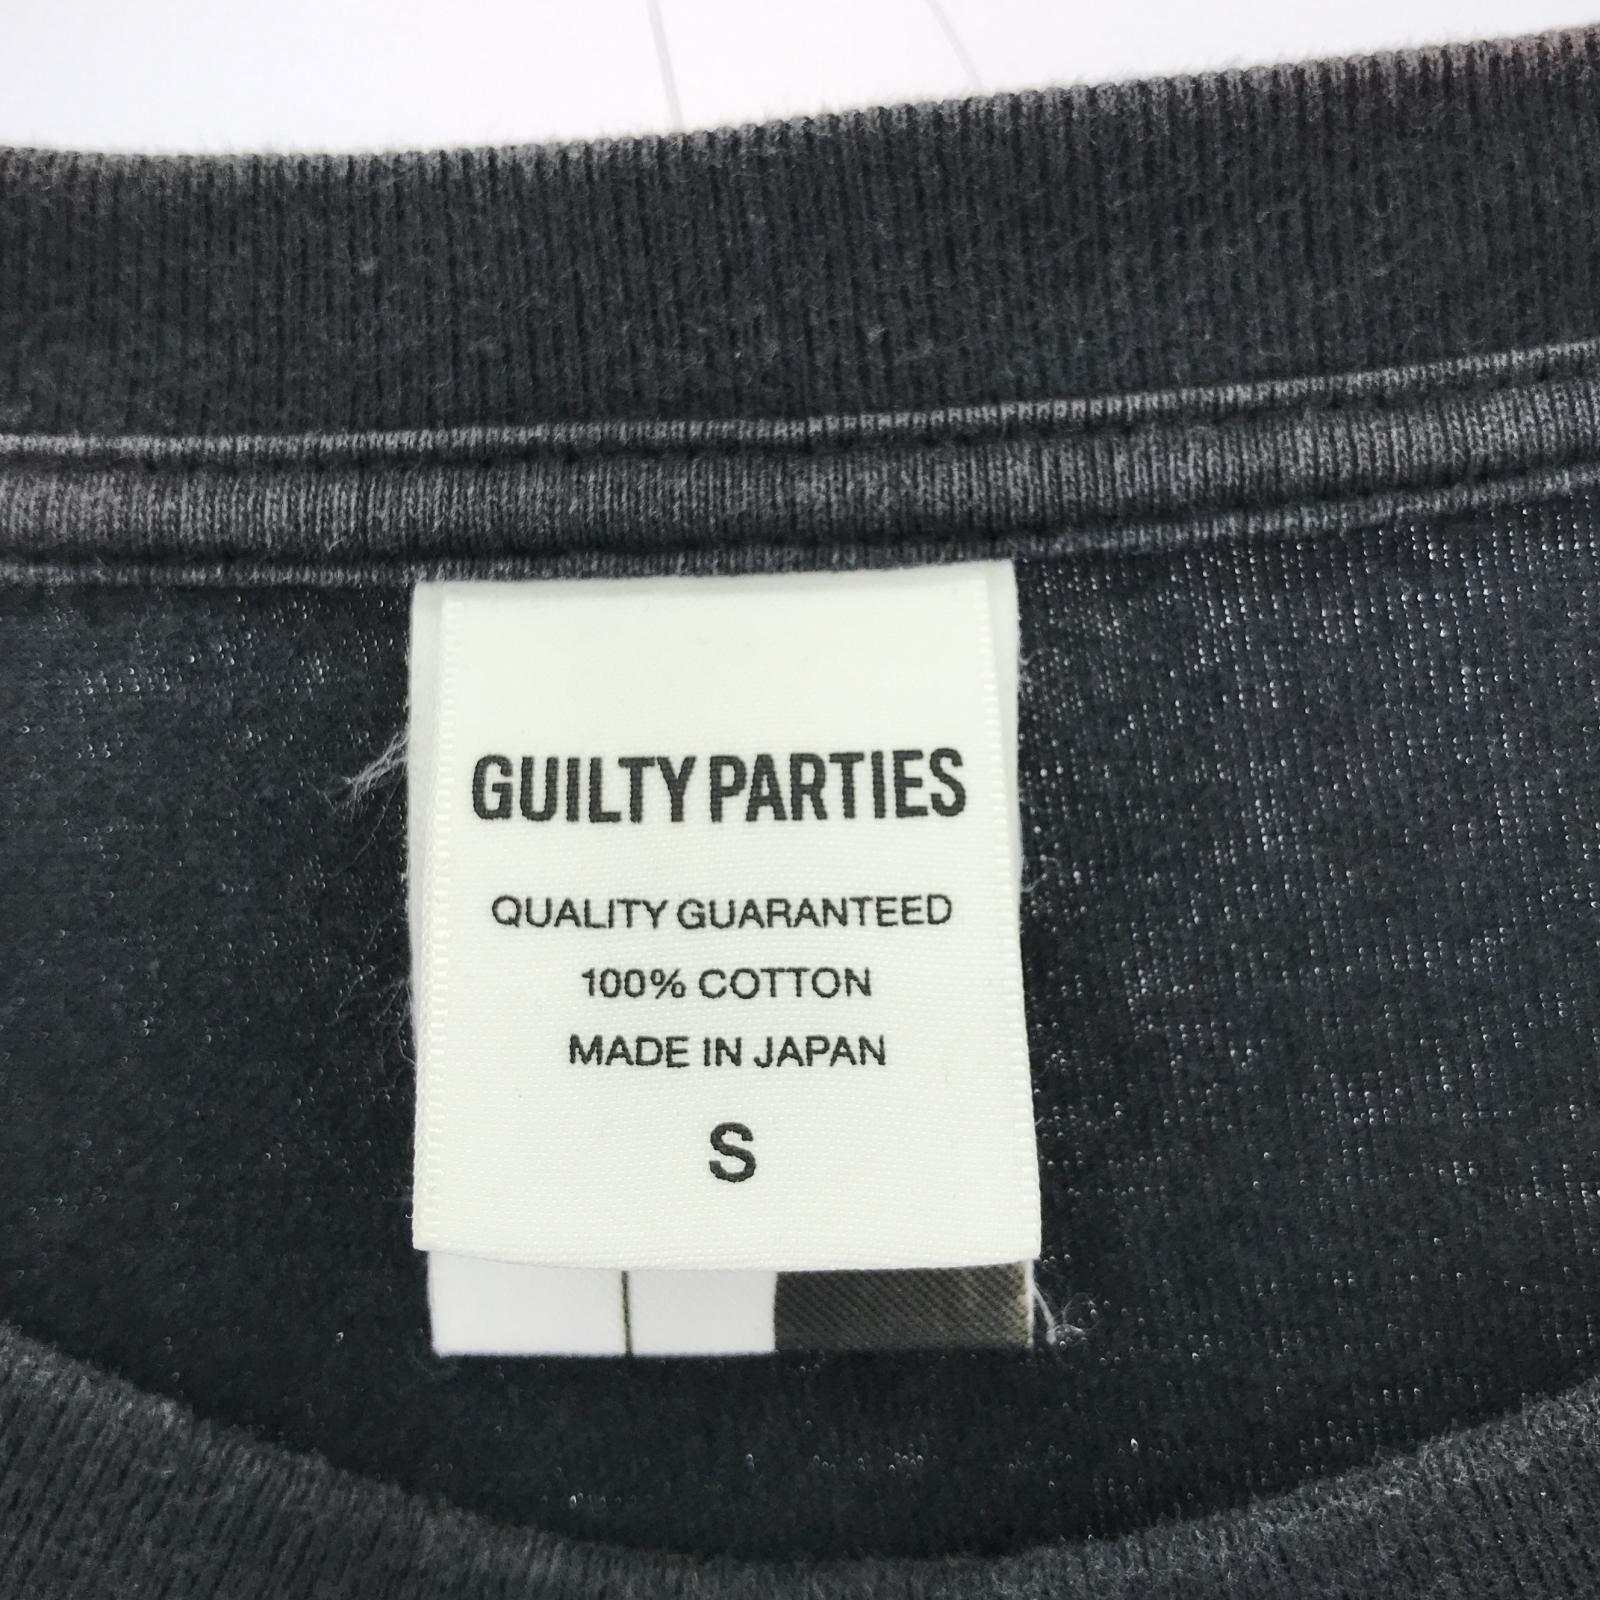 GUILTY PARTIES
QUALITY GUARANTEED
100% COTTON
MADE IN JAPAN
S